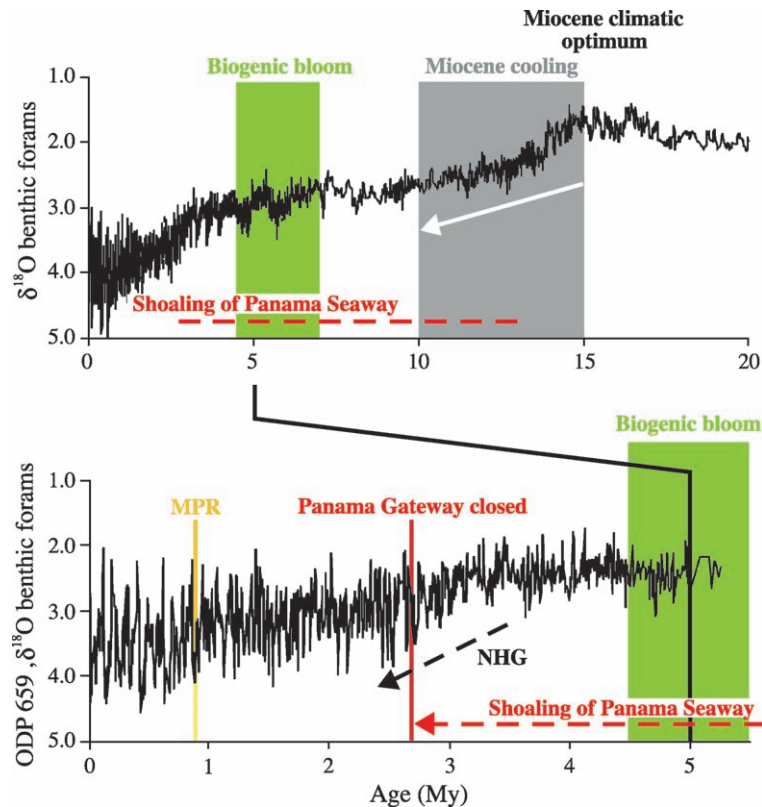 Miocene climatic
optimum
Biogenic bloom
Miocene cooling
1.0
2.0
3.0
4.0
5.0
δ¹⁸O benthic forams
Shoaling of Panama Seaway
0
5
10
15
20
Biogenic bloom
1.0
2.0
3.0
4.0
5.0
ODP 659 ,δ¹⁸O benthic forams
MPR
Panama Gateway closed
NHG
Shoaling of Panama Seaway
0
1
2
3
4
5
Age (My)